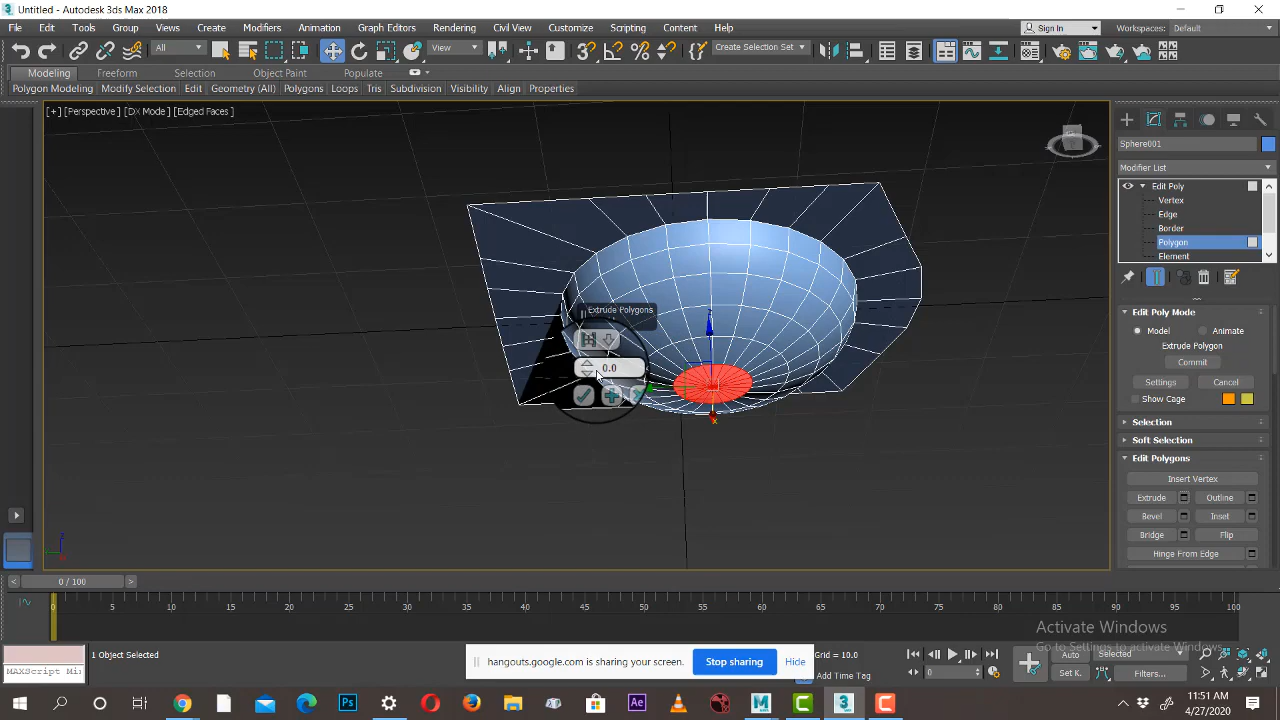 Untitled - Autodesk 3ds Max 2018
File Edit Tools Group Views Create Modifiers Animation Graph Editors Rendering Civil View Customize Scripting Content Sign In Workspaces: Default
All View Create Selection Set
Modeling Freeform Selection Object Paint Populate
Polygon Modeling Modify Selection Edit Geometry (All) Polygons Loops Tris Subdivision Visibility Align Properties
[+] [Perspective] [DX Mode] [Edged Faces]
Sphere001
Modifier List
Edit Poly
Vertex
Edge
Border
Polygon
Element
Extrude Polygons
0.0
z
x
Edit Poly Mode
Model Animate
Extrude Polygon
Commit
Settings Cancel
Show Cage
Selection
Soft Selection
Edit Polygons
Insert Vertex
Extrude Outline
Bevel Inset
Bridge Flip
Hinge From Edge
z
0 / 100
0 5 10 15 20 25 30 35 40 45 50 55 60 65 70 75 80 85 90 95 100
Activate Windows
Go to Settings to activate Windows.
1 Object Selected
MAXScript Mi
hangouts.google.com is sharing your screen. Stop sharing Hide
Grid = 10.0
Add Time Tag
Auto Selected
Set K. Filters...
0
11:51 AM
4/27/2020